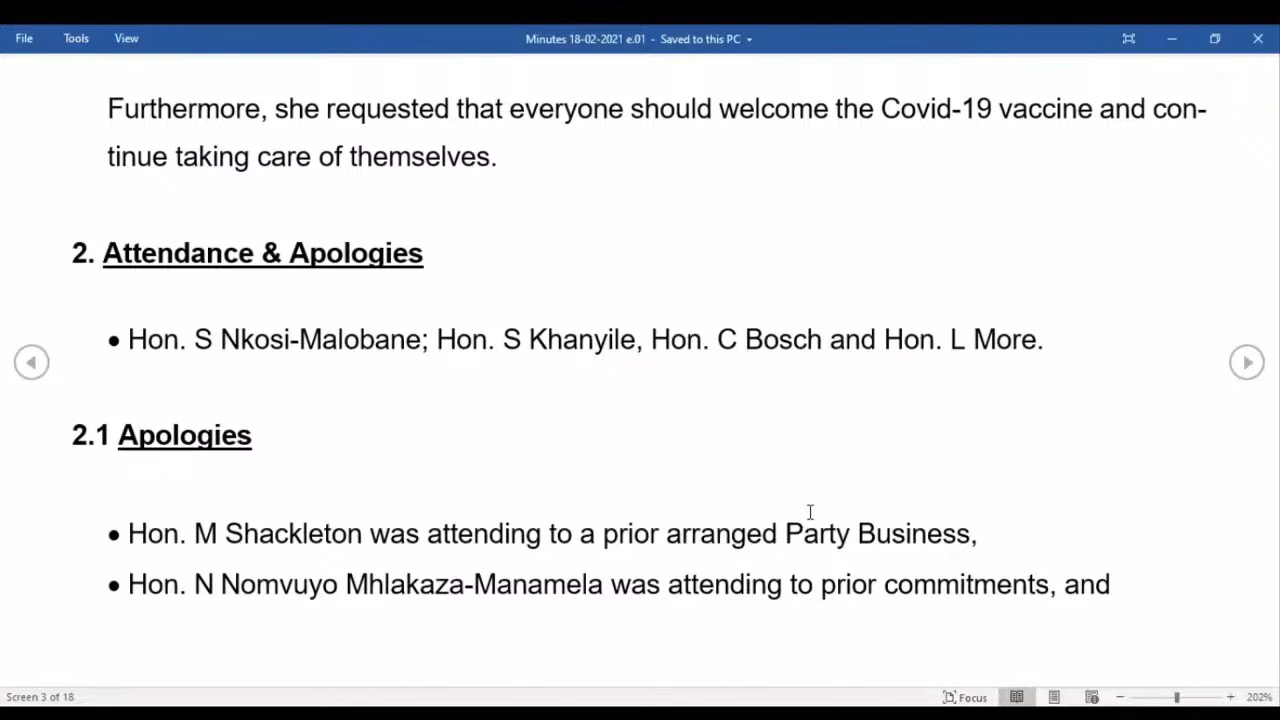 File Tools View Minutes 18-02-2021 e.01 - Saved to this PC
Furthermore, she requested that everyone should welcome the Covid-19 vaccine and con-
tinue taking care of themselves.
2. Attendance & Apologies
• Hon. S Nkosi-Malobane; Hon. S Khanyile, Hon. C Bosch and Hon. L More.
2.1 Apologies
• Hon. M Shackleton was attending to a prior arranged Party Business,
• Hon. N Nomvuyo Mhlakaza-Manamela was attending to prior commitments, and
Screen 3 of 18 Focus 202%